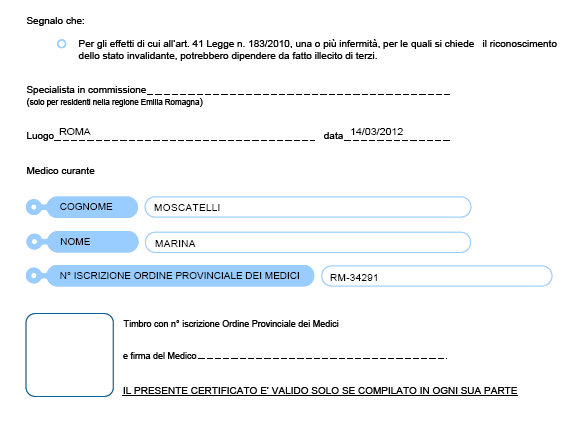 Segnalo che:
Per gli effetti di cui all'art. 41 Legge n. 183/2010, una o più infermità, per le quali si chiede il riconoscimento
dello stato invalidante, potrebbero dipendere da fatto illecito di terzi.
Specialista in commissione
(solo per residenti nella regione Emilia Romagna)
Luogo ROMA data 14/03/2012
Medico curante
COGNOME MOSCATELLI
NOME MARINA
N° ISCRIZIONE ORDINE PROVINCIALE DEI MEDICI RM-34291
Timbro con n° iscrizione Ordine Provinciale dei Medici
e firma del Medico
IL PRESENTE CERTIFICATO E' VALIDO SOLO SE COMPILATO IN OGNI SUA PARTE